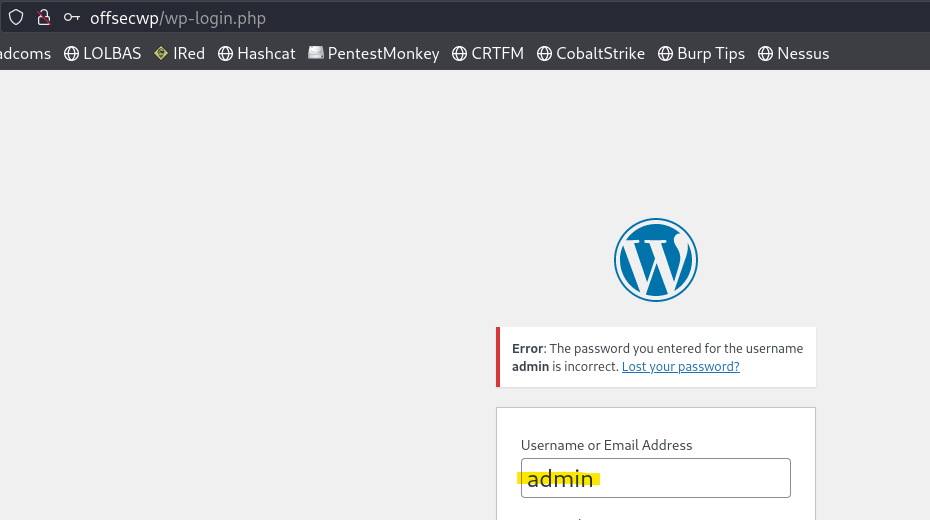 offsecwp/wp-login.php
adcoms LOLBAS IRed Hashcat PentestMonkey CRTFM CobaltStrike Burp Tips Nessus
Error: The password you entered for the username
admin is incorrect. Lost your password?
Username or Email Address
admin